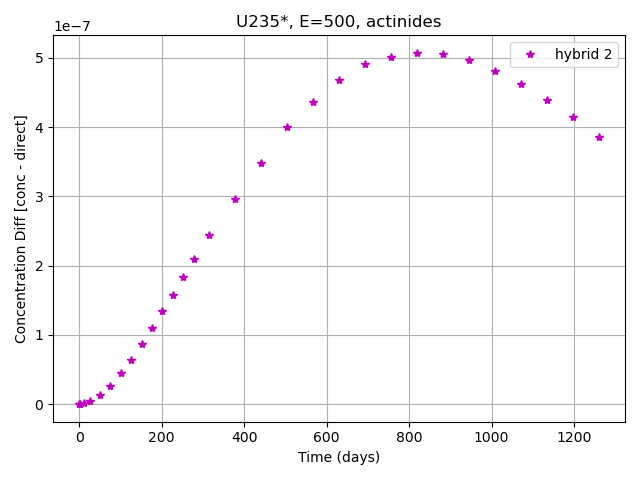 U235*, E=500, actinides
1e−7
hybrid 2
5
4
3
2
1
0
Concentration Diff [conc - direct]
0 200 400 600 800 1000 1200
Time (days)